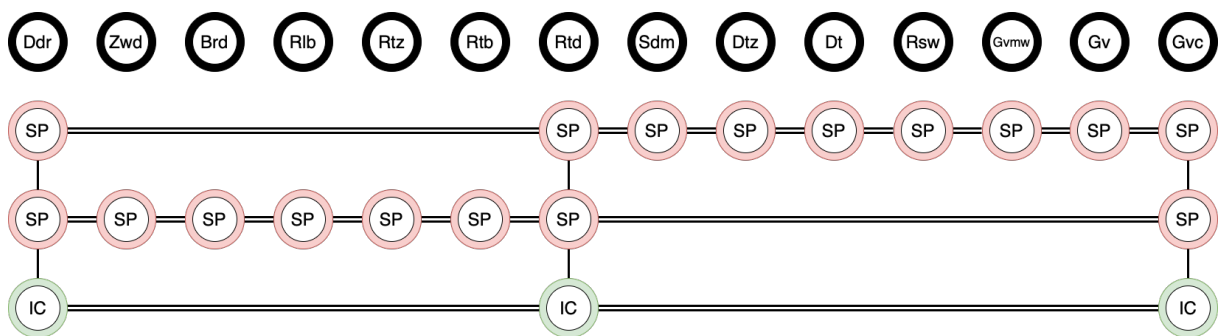 Ddr Zwd Brd Rlb Rtz Rtb Rtd Sdm Dtz Dt Rsw Gvmw Gv Gvc
SP SP SP SP SP SP SP SP SP
SP SP SP SP SP SP SP SP
IC IC IC